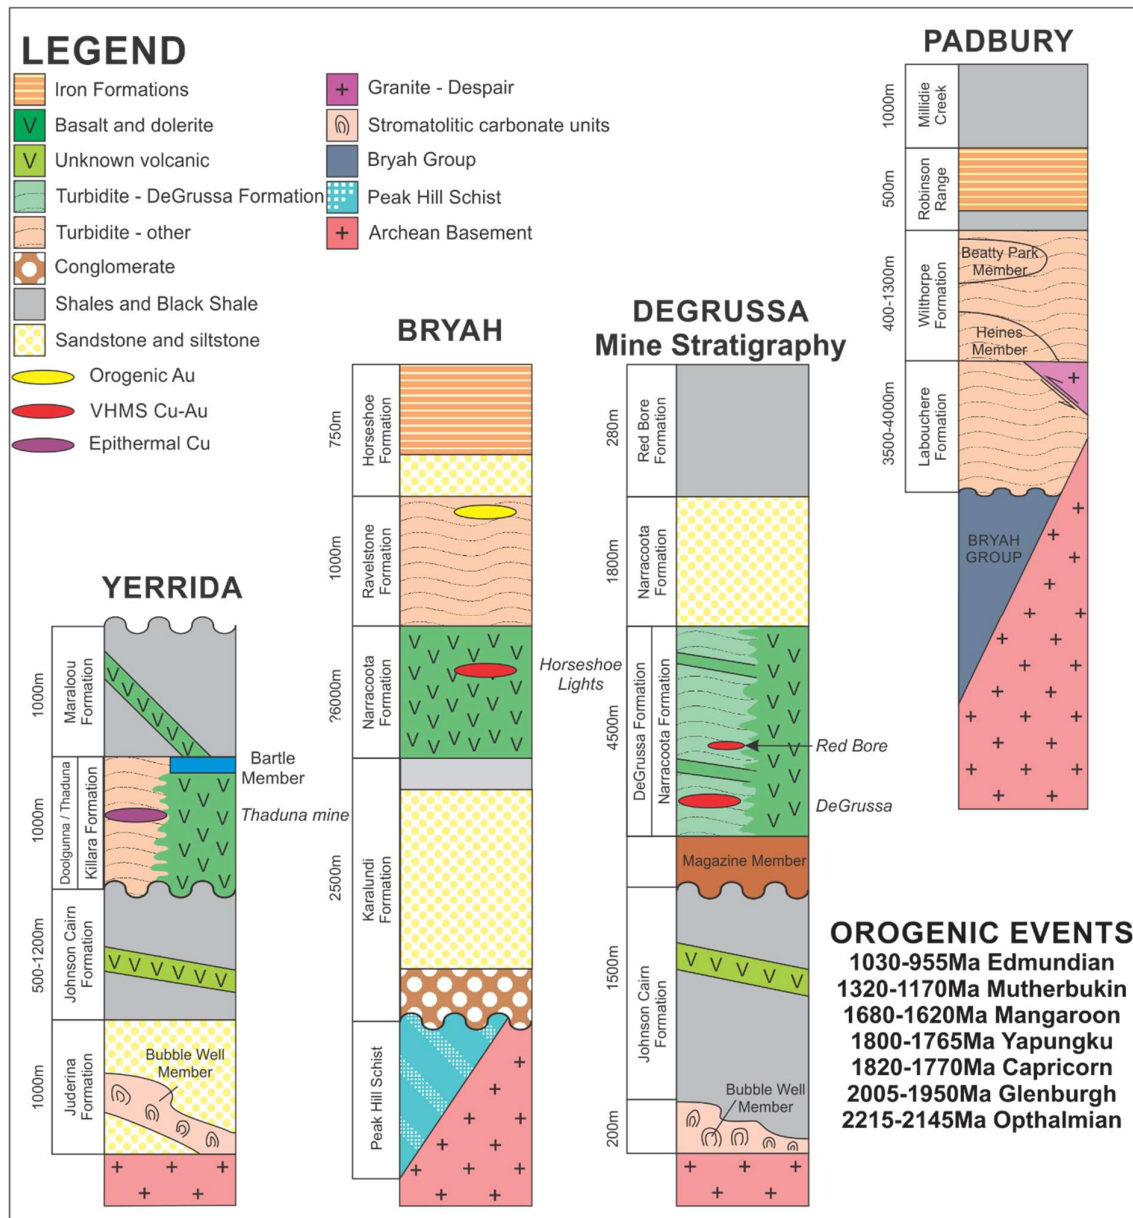 LEGEND
Iron Formations
Basalt and dolerite
Unknown volcanic
Turbidite - DeGrussa Formation
Turbidite - other
Conglomerate
Shales and Black Shale
Sandstone and siltstone
Orogenic Au
VHMS Cu-Au
Epithermal Cu
Granite - Despair
Stromatolitic carbonate units
Bryah Group
Peak Hill Schist
Archean Basement
YERRIDA
1000m
Maraloou
Formation
Bartle
Member
1000m
Doolgunna / Thaduna
Killara Formation
Thaduna mine
500-1200m
Johnson Cairn
Formation
1000m
Juderina
Formation
Bubble Well
Member
BRYAH
750m
Horseshoe
Formation
1000m
Ravelstone
Formation
?6000m
Narracoota
Formation
Horseshoe
Lights
2500m
Karalundi
Formation
Peak Hill Schist
DEGRUSSA
Mine Stratigraphy
280m
Red Bore
Formation
1800m
Narracoota
Formation
4500m
DeGrussa Formation
Narracoota Formation
Red Bore
DeGrussa
Magazine Member
1500m
Johnson Cairn
Formation
200m
Bubble Well
Member
PADBURY
1000m
Millidie
Creek
500m
Robinson
Range
400-1300m
Wilthorpe
Formation
Beatty Park
Member
Heines
Member
3500-4000m
Labouchere
Formation
BRYAH
GROUP
OROGENIC EVENTS
1030-955Ma Edmundian
1320-1170Ma Mutherbukin
1680-1620Ma Mangaroon
1800-1765Ma Yapungku
1820-1770Ma Capricorn
2005-1950Ma Glenburgh
2215-2145Ma Opthalmian